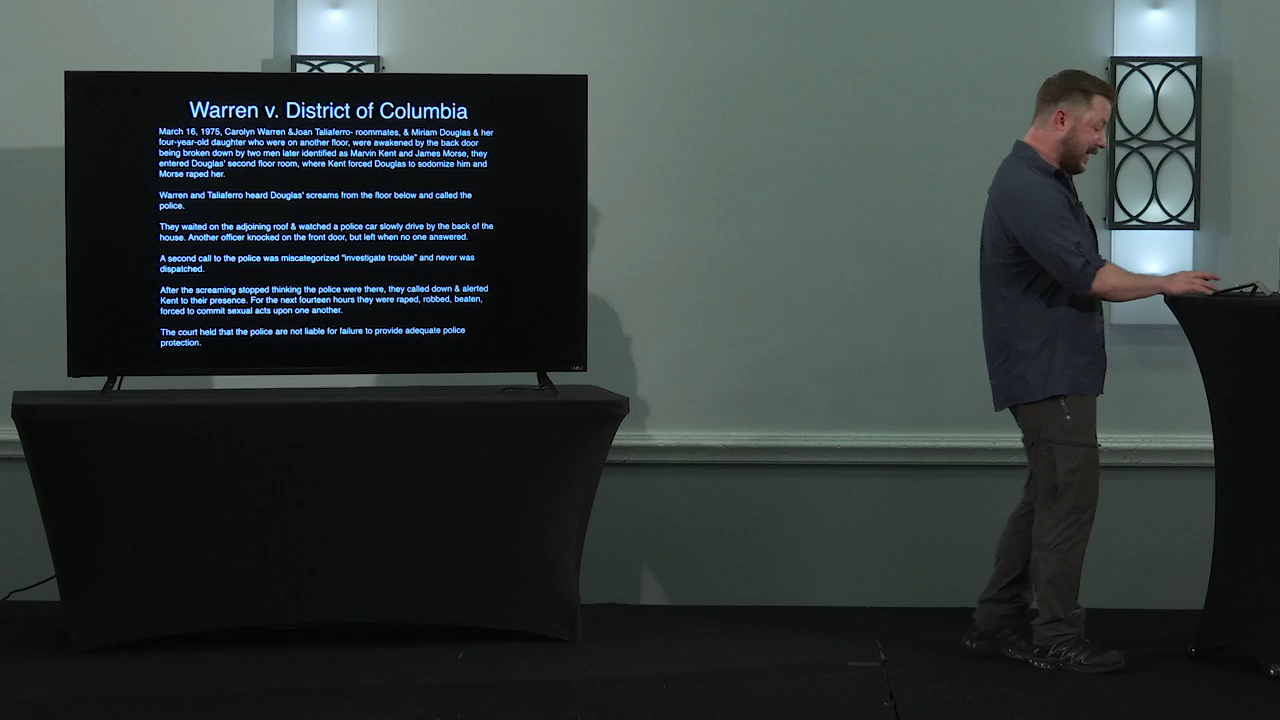 Warren v. District of Columbia
March 16, 1975, Carolyn Warren &Joan Taliaferro- roommates, & Miriam Douglas & her
four-year-old daughter who were on another floor, were awakened by the back door
being broken down by two men later identified as Marvin Kent and James Morse, they
entered Douglas' second floor room, where Kent forced Douglas to sodomize him and
Morse raped her.
Warren and Taliaferro heard Douglas' screams from the floor below and called the
police.
They waited on the adjoining roof & watched a police car slowly drive by the back of the
house. Another officer knocked on the front door, but left when no one answered.
A second call to the police was miscategorized "investigate trouble" and never was
dispatched.
After the screaming stopped thinking the police were there, they called down & alerted
Kent to their presence. For the next fourteen hours they were raped, robbed, beaten,
forced to commit sexual acts upon one another.
The court held that the police are not liable for failure to provide adequate police
protection.
VIZIO